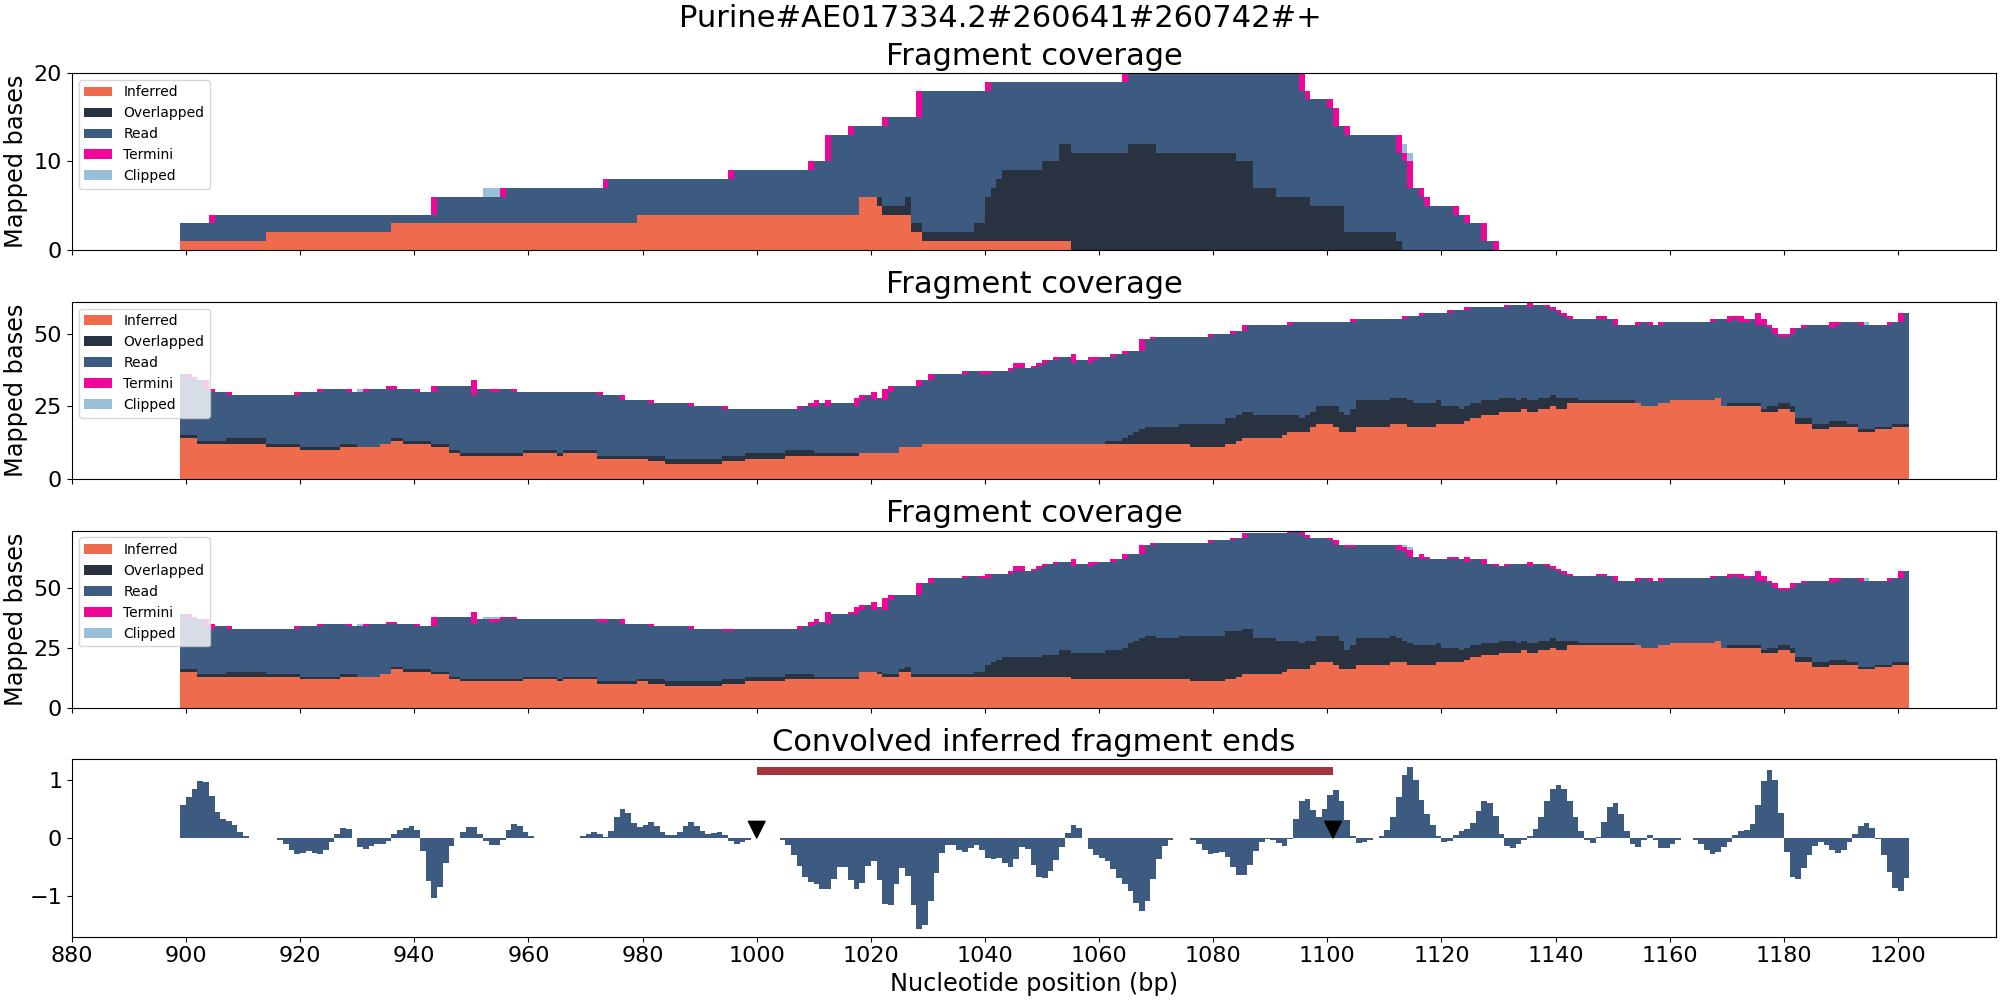 Purine#AE017334.2#260641#260742#+
Fragment coverage
Mapped bases
20
10
0
Inferred
Overlapped
Read
Termini
Clipped
Fragment coverage
Mapped bases
50
25
0
Inferred
Overlapped
Read
Termini
Clipped
Fragment coverage
Mapped bases
50
25
0
Inferred
Overlapped
Read
Termini
Clipped
Convolved inferred fragment ends
1
0
−1
880 900 920 940 960 980 1000 1020 1040 1060 1080 1100 1120 1140 1160 1180 1200
Nucleotide position (bp)